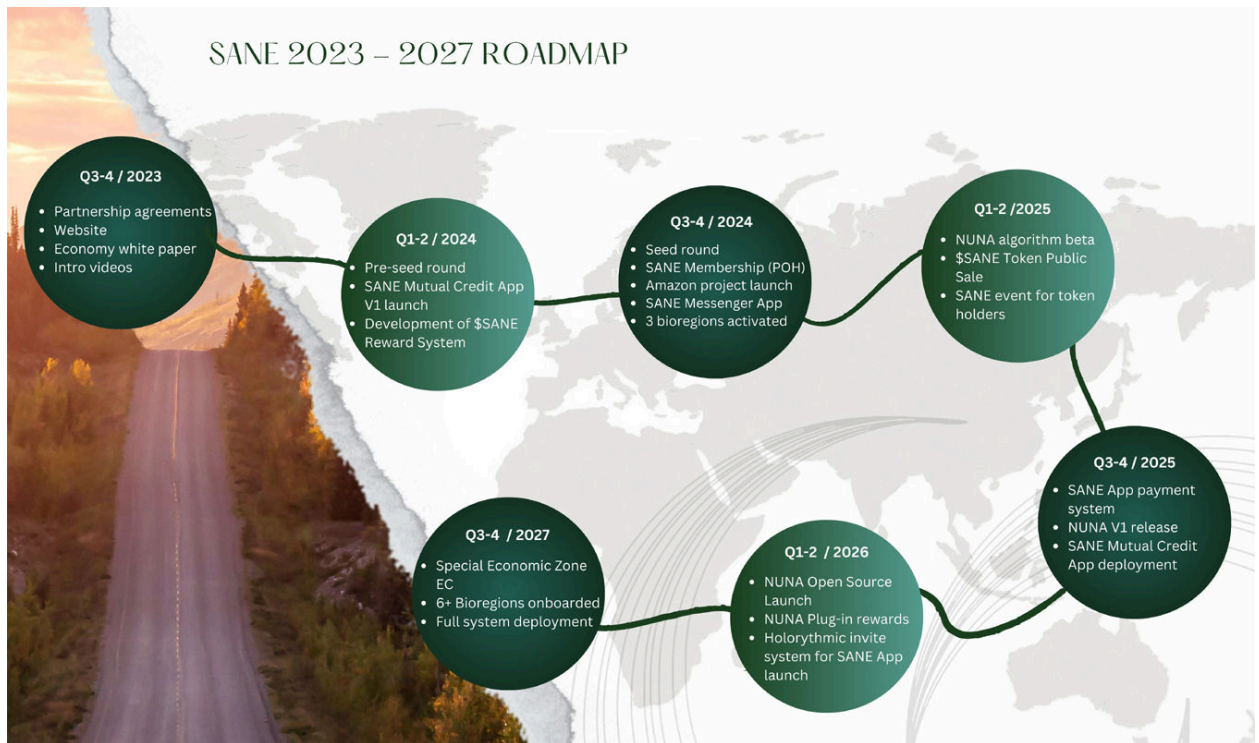 SANE 2023 – 2027 ROADMAP
Q3-4 / 2023
• Partnership agreements
• Website
• Economy white paper
• Intro videos
Q1-2 / 2024
• Pre-seed round
• SANE Mutual Credit App
V1 launch
• Development of $SANE
Reward System
Q3-4 / 2024
• Seed round
• SANE Membership (POH)
• Amazon project launch
• SANE Messenger App
• 3 bioregions activated
Q1-2 /2025
• NUNA algorithm beta
• $SANE Token Public
Sale
• SANE event for token
holders
Q3-4 / 2025
• SANE App payment
system
• NUNA V1 release
• SANE Mutual Credit
App deployment
Q1-2 / 2026
• NUNA Open Source
Launch
• NUNA Plug-in rewards
• Holorythmic invite
system for SANE App
launch
Q3-4 / 2027
• Special Economic Zone
EC
• 6+ Bioregions onboarded
• Full system deployment